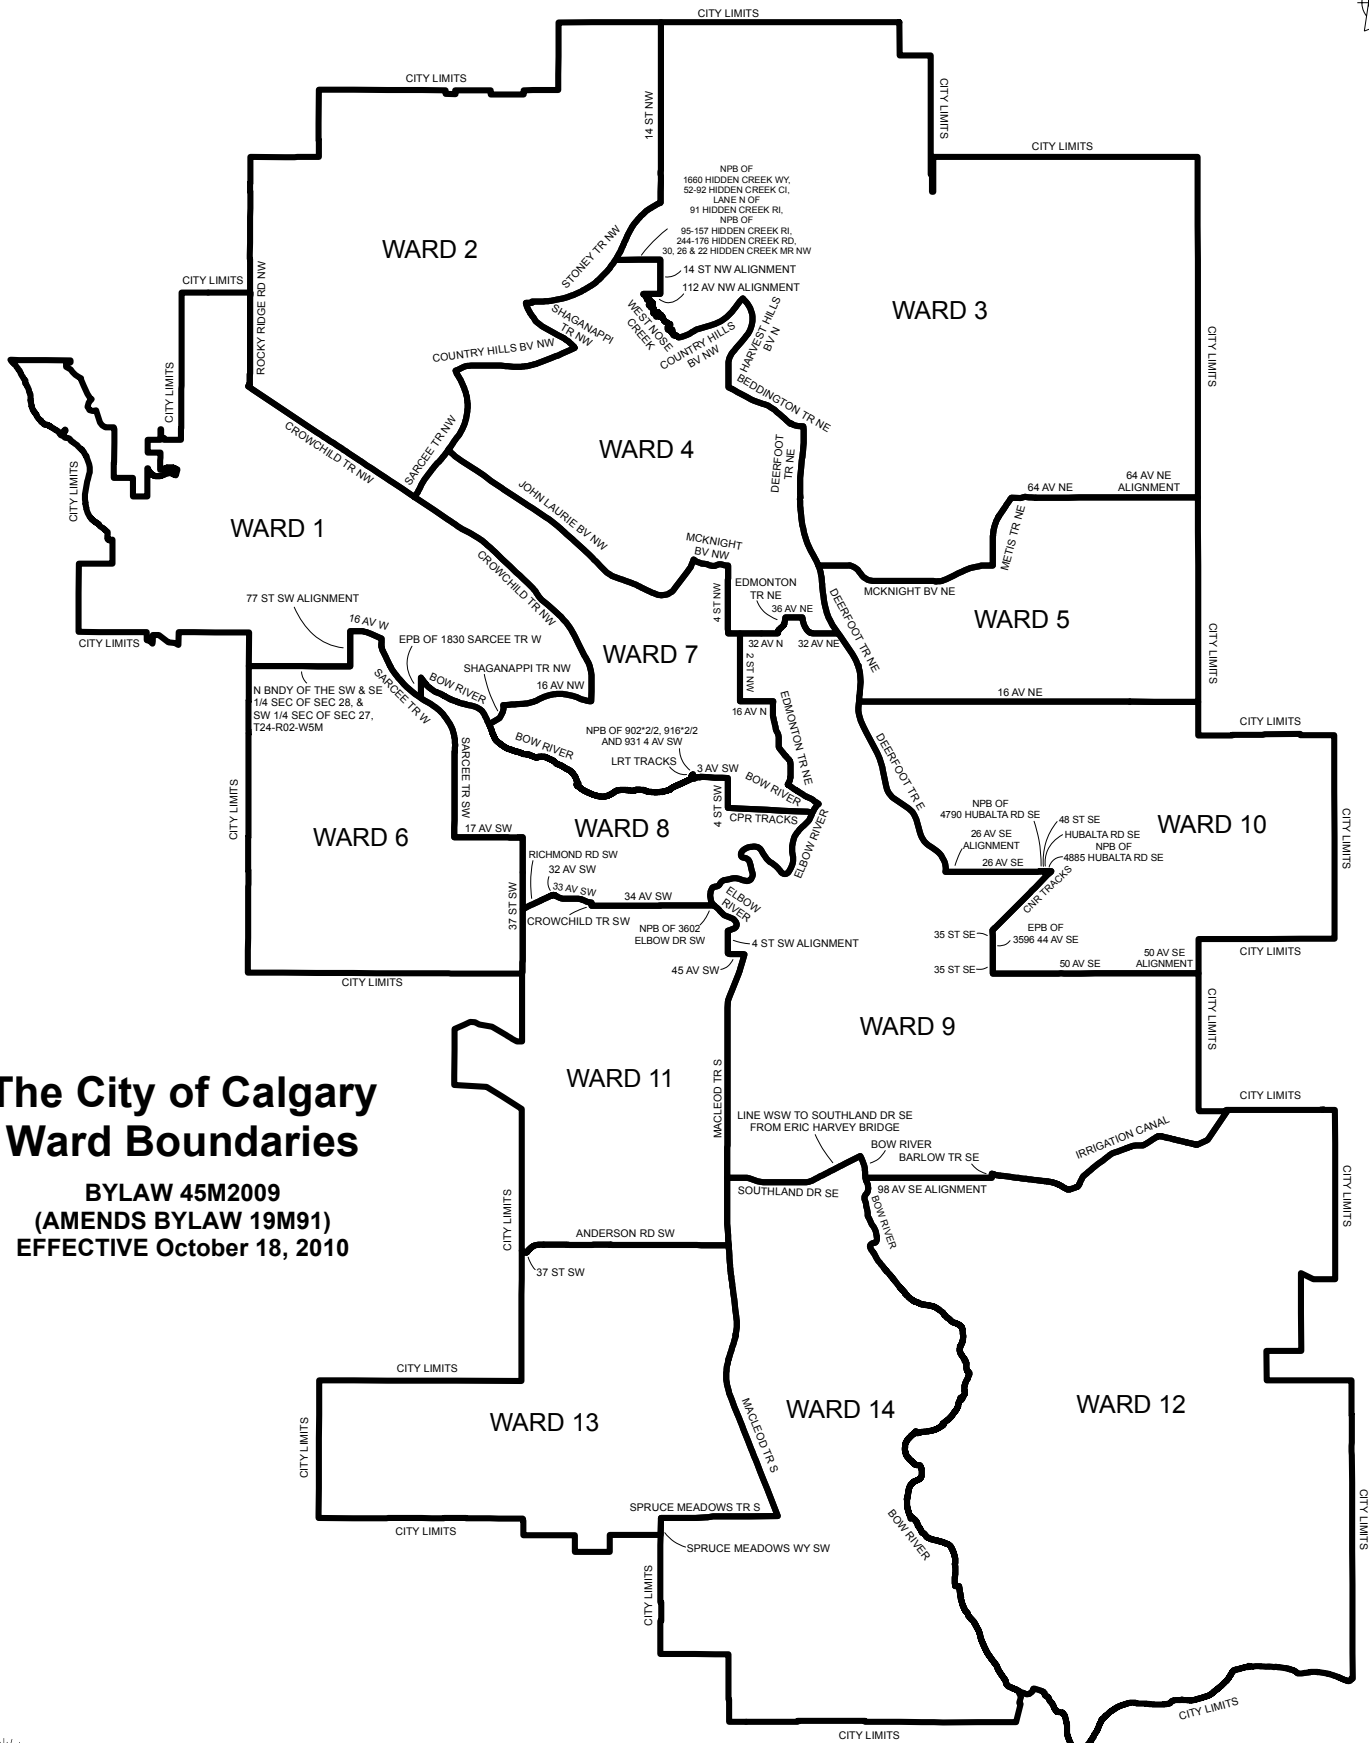 CITY LIMITS
CITY LIMITS
14 ST NW
CITY LIMITS
CITY LIMITS
NPB OF
1660 HIDDEN CREEK WY,
52-92 HIDDEN CREEK CI,
LANE N OF
91 HIDDEN CREEK RI,
NPB OF
95-157 HIDDEN CREEK RI,
244-176 HIDDEN CREEK RD,
30, 26 & 22 HIDDEN CREEK MR NW
WARD 2
STONEY TR NW
14 ST NW ALIGNMENT
112 AV NW ALIGNMENT
CITY LIMITS
ROCKY RIDGE RD NW
WARD 3
SHAGANAPPI
TR NW
WEST NOSE
CREEK
COUNTRY HILLS
BV NW
HARVEST HILLS
BV N
COUNTRY HILLS BV NW
CITY LIMITS
CITY LIMITS
BEDDINGTON TR NE
CROWCHILD TR NW
SARCEE TR NW
WARD 4
DEERFOOT
TR NE
CITY LIMITS
JOHN LAURIE BV NW
64 AV NE
64 AV NE
ALIGNMENT
METIS TR NE
WARD 1
MCKNIGHT
BV NW
CROWCHILD TR NW
EDMONTON
TR NE
4 ST NW
36 AV NE
MCKNIGHT BV NE
DEERFOOT TR NE
WARD 5
77 ST SW ALIGNMENT
16 AV W
CITY LIMITS
EPB OF 1830 SARCEE TR W
32 AV N
32 AV NE
CITY LIMITS
WARD 7
2 ST NW
SHAGANAPPI TR NW
BOW RIVER
16 AV NW
SARCEE TR W
N BNDY OF THE SW & SE
1/4 SEC OF SEC 28, &
SW 1/4 SEC OF SEC 27,
T24-R02-W5M
16 AV NE
16 AV N
EDMONTON TR NE
CITY LIMITS
BOW RIVER
NPB OF 902*2/2, 916*2/2
AND 931 4 AV SW
LRT TRACKS
3 AV SW
SARCEE TR SW
DEERFOOT TR E
BOW RIVER
4 ST SW
CPR TRACKS
CITY LIMITS
WARD 6
17 AV SW
WARD 8
ELBOW RIVER
NPB OF
4790 HUBALTA RD SE
48 ST SE
HUBALTA RD SE
NPB OF
4885 HUBALTA RD SE
WARD 10
CITY LIMITS
26 AV SE
ALIGNMENT
26 AV SE
CNR TRACKS
RICHMOND RD SW
32 AV SW
33 AV SW
34 AV SW
37 ST SW
CROWCHILD TR SW
ELBOW
RIVER
NPB OF 3602
ELBOW DR SW
4 ST SW ALIGNMENT
45 AV SW
35 ST SE
EPB OF
3596 44 AV SE
35 ST SE
50 AV SE
50 AV SE
ALIGNMENT
CITY LIMITS
CITY LIMITS
CITY LIMITS
WARD 9
WARD 11
The City of Calgary
Ward Boundaries
BYLAW 45M2009
(AMENDS BYLAW 19M91)
EFFECTIVE October 18, 2010
MACLEOD TR S
CITY LIMITS
LINE WSW TO SOUTHLAND DR SE
FROM ERIC HARVEY BRIDGE
BOW RIVER
BARLOW TR SE
IRRIGATION CANAL
SOUTHLAND DR SE
98 AV SE ALIGNMENT
BOW RIVER
CITY LIMITS
CITY LIMITS
ANDERSON RD SW
37 ST SW
CITY LIMITS
CITY LIMITS
WARD 13
MACLEOD TR S
WARD 14
WARD 12
SPRUCE MEADOWS TR S
CITY LIMITS
SPRUCE MEADOWS WY SW
BOW RIVER
CITY LIMITS
CITY LIMITS
CITY LIMITS
CITY LIMITS